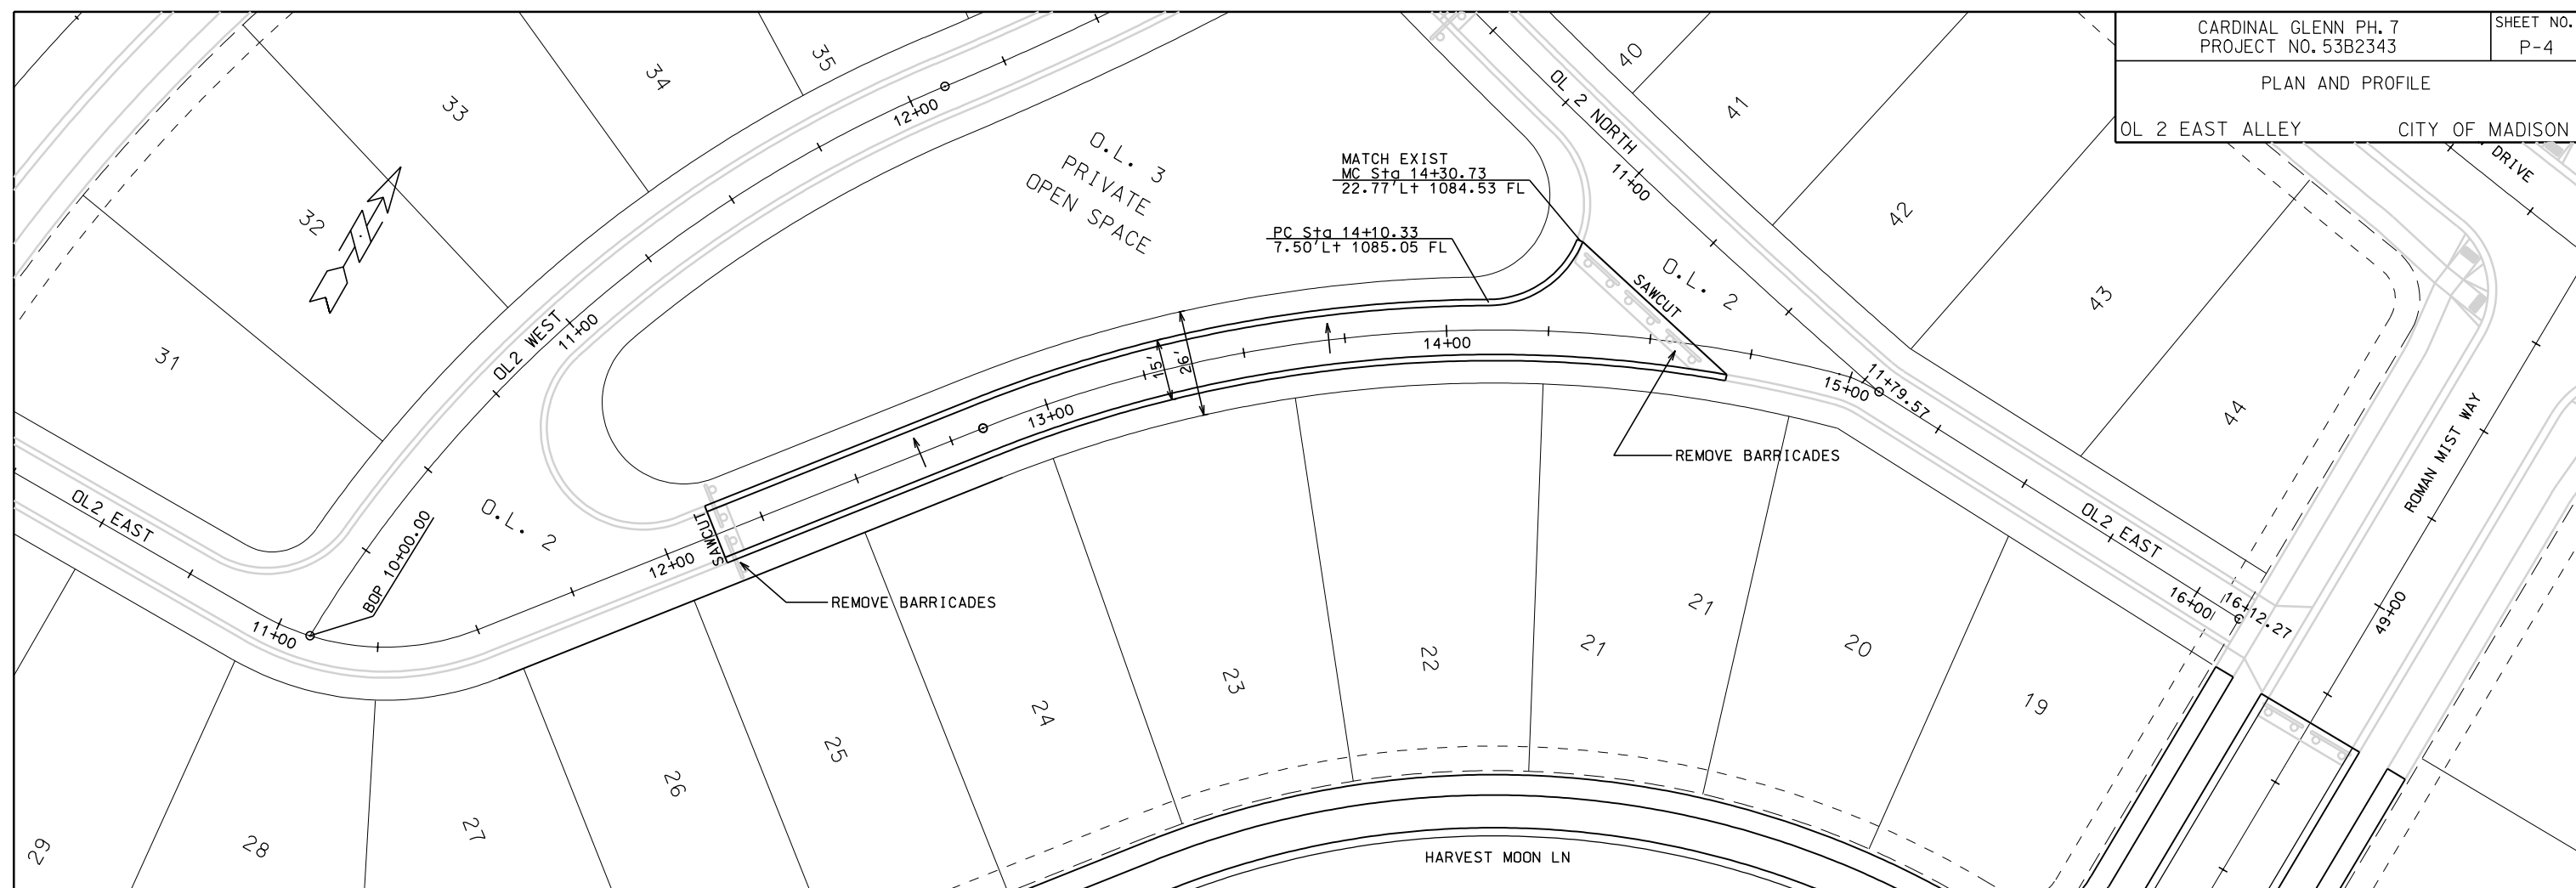 CARDINAL GLENN PH. 7
PROJECT NO. 53B2343
SHEET NO.
P-4
PLAN AND PROFILE
OL 2 EAST ALLEY
CITY OF MADISON
DRIVE
35
34
33
32
31
40
41
42
43
44
12+00
OL 2 NORTH
11+00
O.L. 3
PRIVATE
OPEN SPACE
MATCH EXIST
MC Sta 14+30.73
22.77'Lt 1084.53 FL
PC Sta 14+10.33
7.50'Lt 1085.05 FL
O.L. 2
SAWCUT
OL2 WEST
11+00
14+00
15'
26'
13+00
15+00
11+79.57
REMOVE BARRICADES
ROMAN MIST WAY
OL2 EAST
BOP 10+00.00
O.L. 2
SAWCUT
12+00
REMOVE BARRICADES
11+00
OL2 EAST
16+00
16+12.27
49+00
29
28
27
26
25
24
23
22
21
21
20
19
HARVEST MOON LN